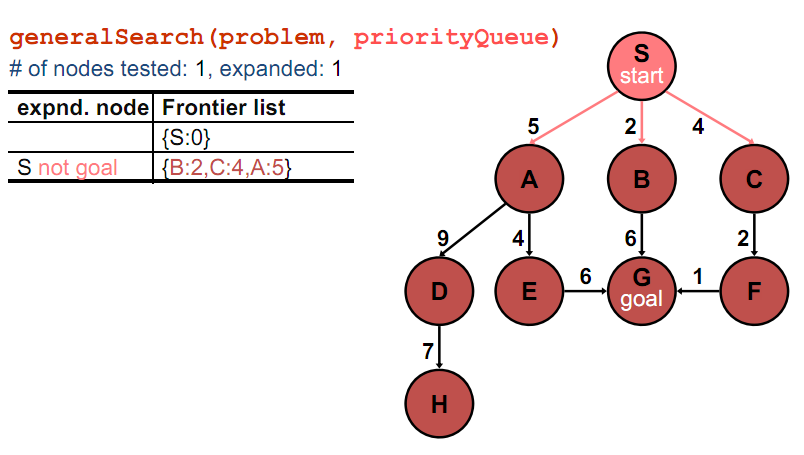 generalSearch(problem, priorityQueue)
# of nodes tested: 1, expanded: 1
expnd. node Frontier list
{S:0}
S not goal {B:2,C:4,A:5}
S
start
5 2 4
A B C
9 4 6 2
D E 6 G 1 F
goal
7
H